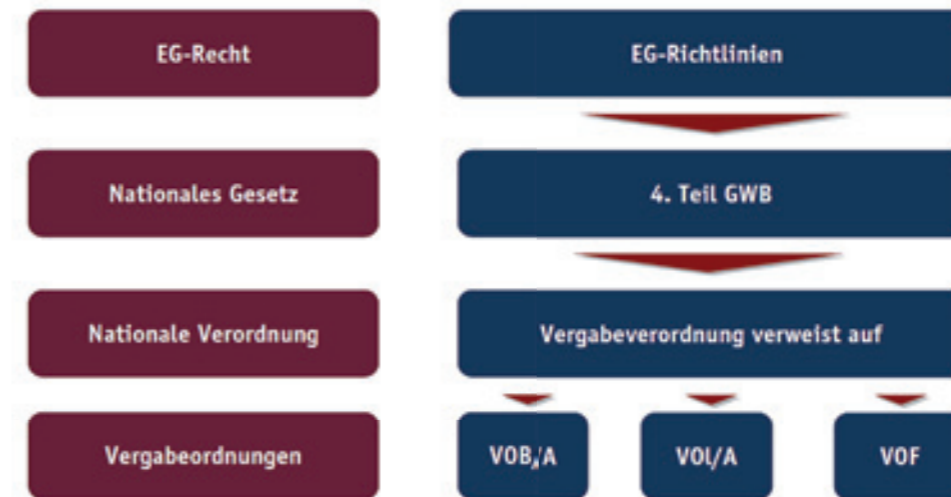 EG-Recht EG-Richtlinien
Nationales Gesetz 4. Teil GWB
Nationale Verordnung Vergabeverordnung verweist auf
Vergabeordnungen VOB/A VOL/A VOF